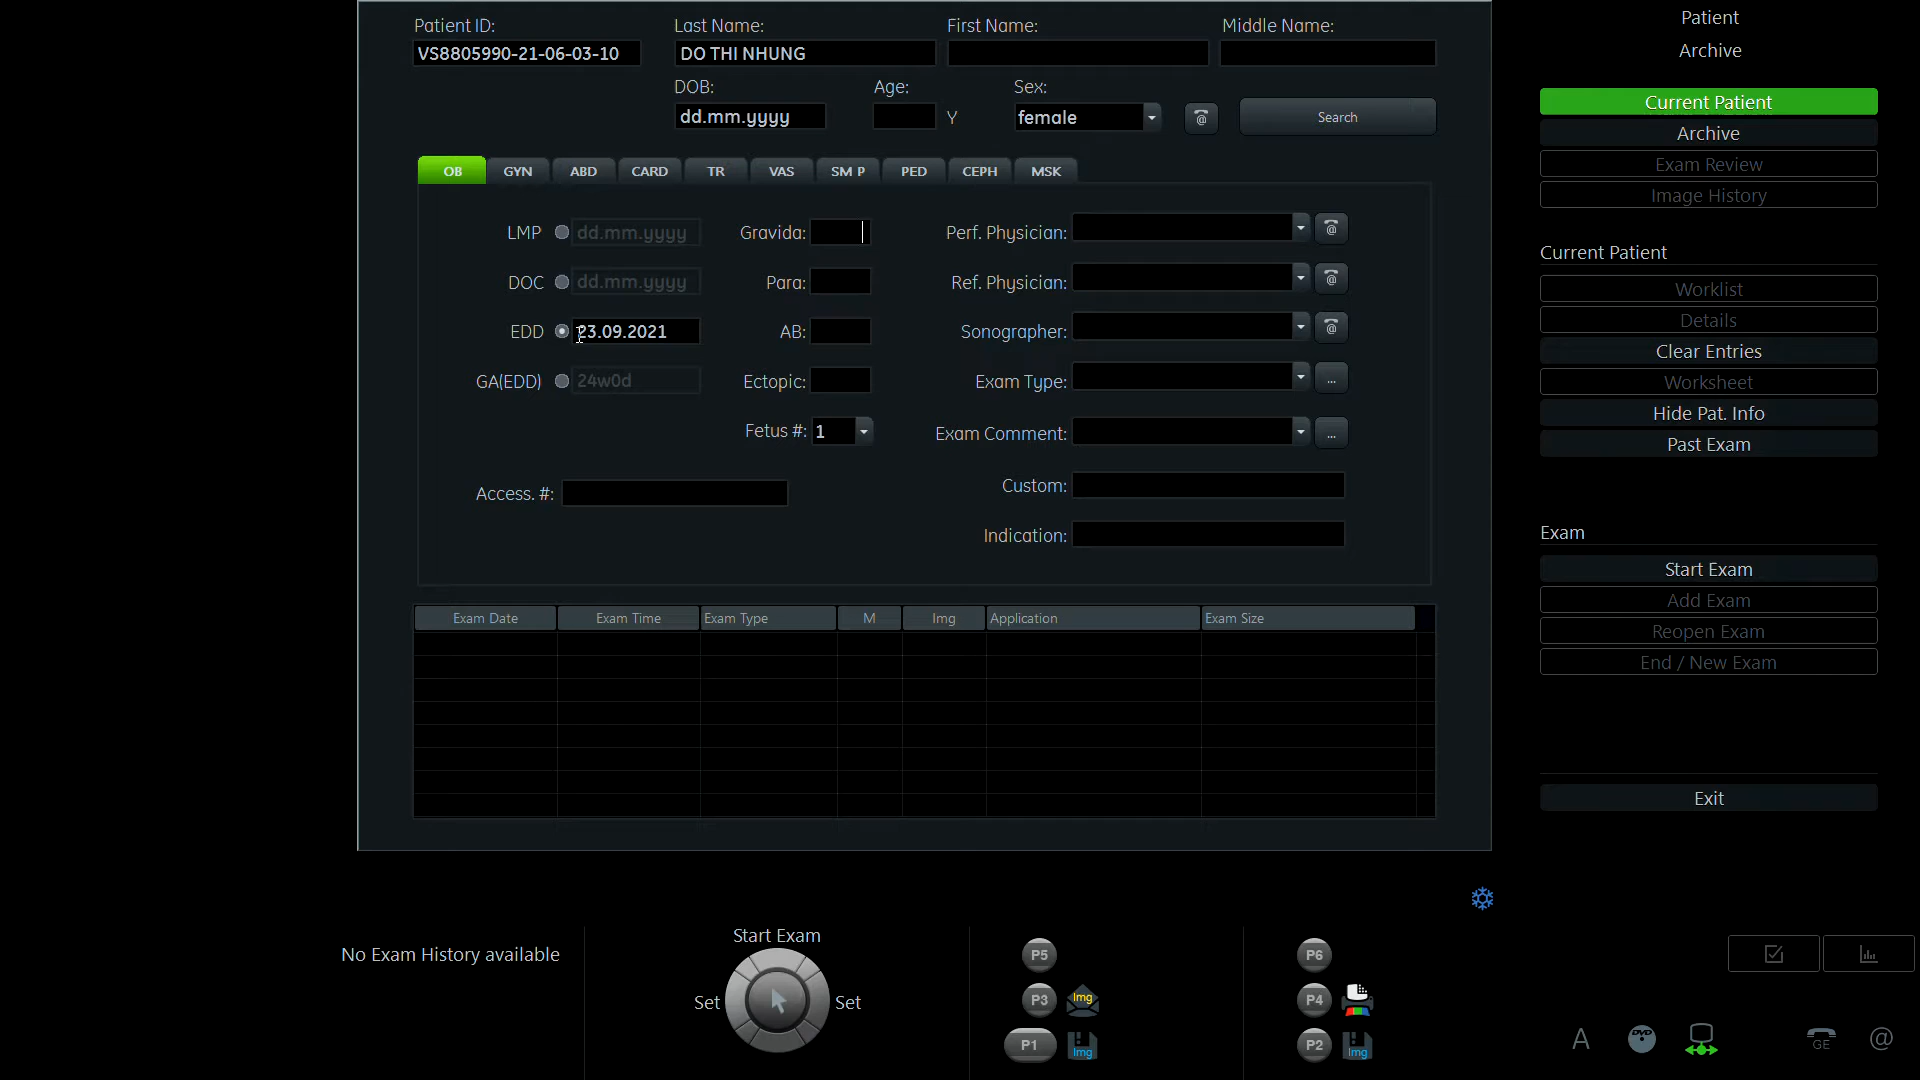 Patient ID: Last Name: First Name: Middle Name:
VS8805990-21-06-03-10 DO THI NHUNG
DOB: Age: Sex:
dd.mm.yyyy Y female @ Search
OB GYN ABD CARD TR VAS SM P PED CEPH MSK
LMP dd.mm.yyyy Gravida: Perf. Physician: @
DOC dd.mm.yyyy Para: Ref. Physician: @
EDD 23.09.2021 AB: Sonographer: @
GA(EDD) 24w0d Ectopic: Exam Type: ...
Fetus #: 1 Exam Comment: ...
Access. #: Custom:
Indication:
Exam Date Exam Time Exam Type M Img Application Exam Size
Patient
Archive
Current Patient
Archive
Exam Review
Image History
Current Patient
Worklist
Details
Clear Entries
Worksheet
Hide Pat. Info
Past Exam
Exam
Start Exam
Add Exam
Reopen Exam
End / New Exam
Exit
No Exam History available
Start Exam
Set Set
P5
P3 Img
P1 Img
P6
P4
P2 Img
A DVD GE @